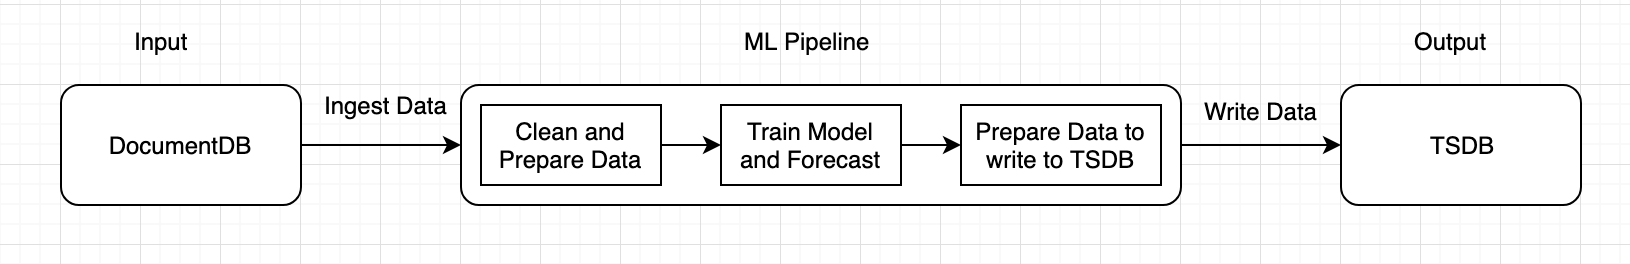 Input
ML Pipeline
Output
DocumentDB
Ingest Data
Clean and
Prepare Data
Train Model
and Forecast
Prepare Data to
write to TSDB
Write Data
TSDB